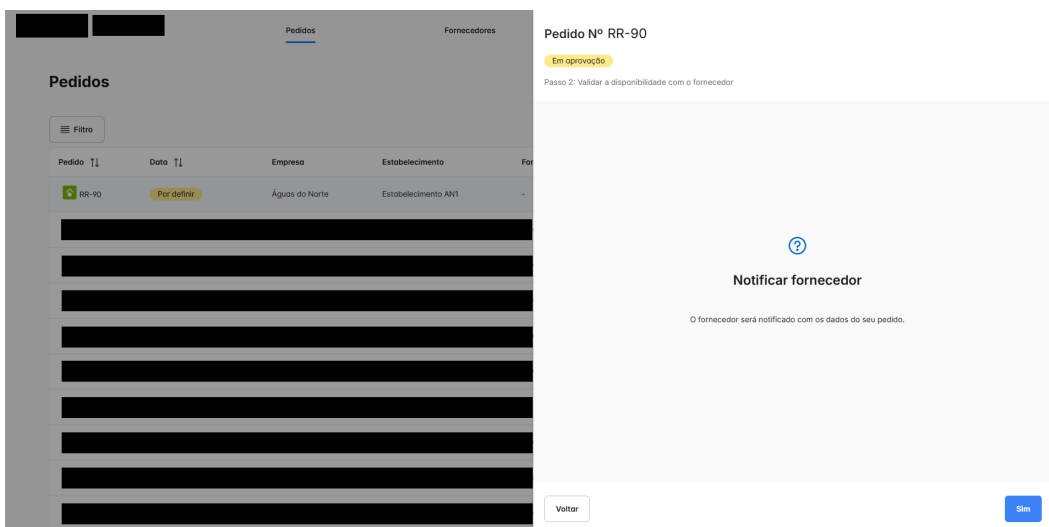 Pedidos
Fornecedores
Pedidos
Filtro
Pedido Data Empresa Estabelecimento For
RR-90 Por definir Águas do Norte Estabelecimento AN1 -
Pedido Nº RR-90
Em aprovação
Passo 2: Validar a disponibilidade com o fornecedor
Notificar fornecedor
O fornecedor será notificado com os dados do seu pedido.
Voltar
Sim